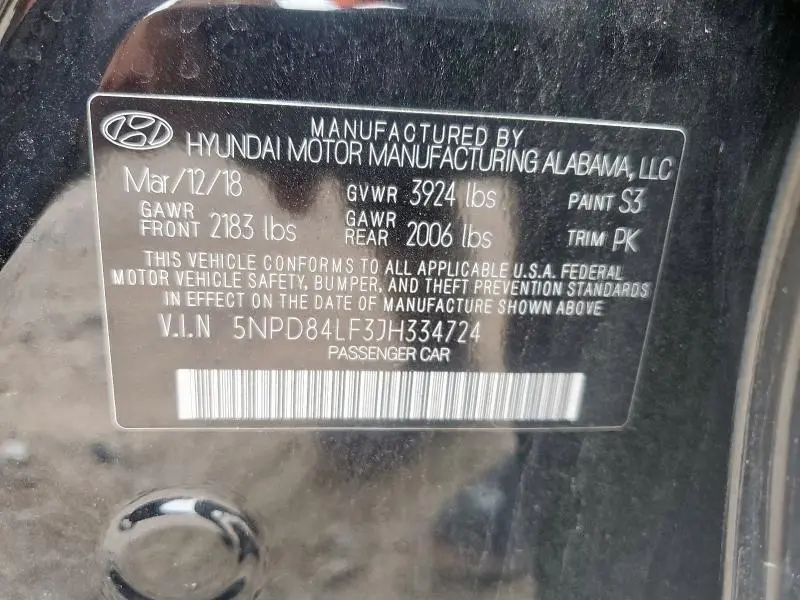 MANUFACTURED BY
HYUNDAI MOTOR MANUFACTURING ALABAMA, LLC
Mar/12/18 GVWR 3924 lbs PAINT S3
GAWR FRONT 2183 lbs GAWR REAR 2006 lbs TRIM PK
THIS VEHICLE CONFORMS TO ALL APPLICABLE U.S.A. FEDERAL
MOTOR VEHICLE SAFETY, BUMPER, AND THEFT PREVENTION STANDARDS
IN EFFECT ON THE DATE OF MANUFACTURE SHOWN ABOVE
V.I.N 5NPD84LF3JH334724
PASSENGER CAR